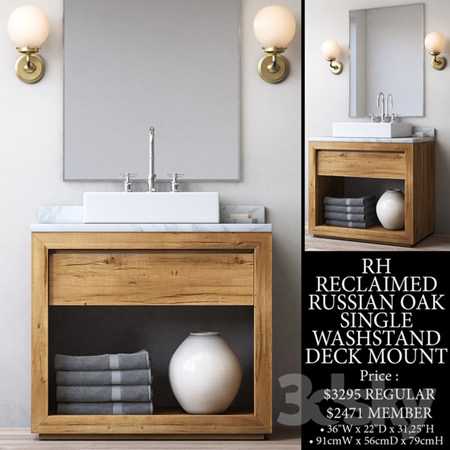 RH
RECLAIMED
RUSSIAN OAK
SINGLE
WASHSTAND
DECK MOUNT
Price :
$3295 REGULAR
$2471 MEMBER
• 36"W x 22"D x 31,25"H
• 91cmW x 56cmD x 79cmH